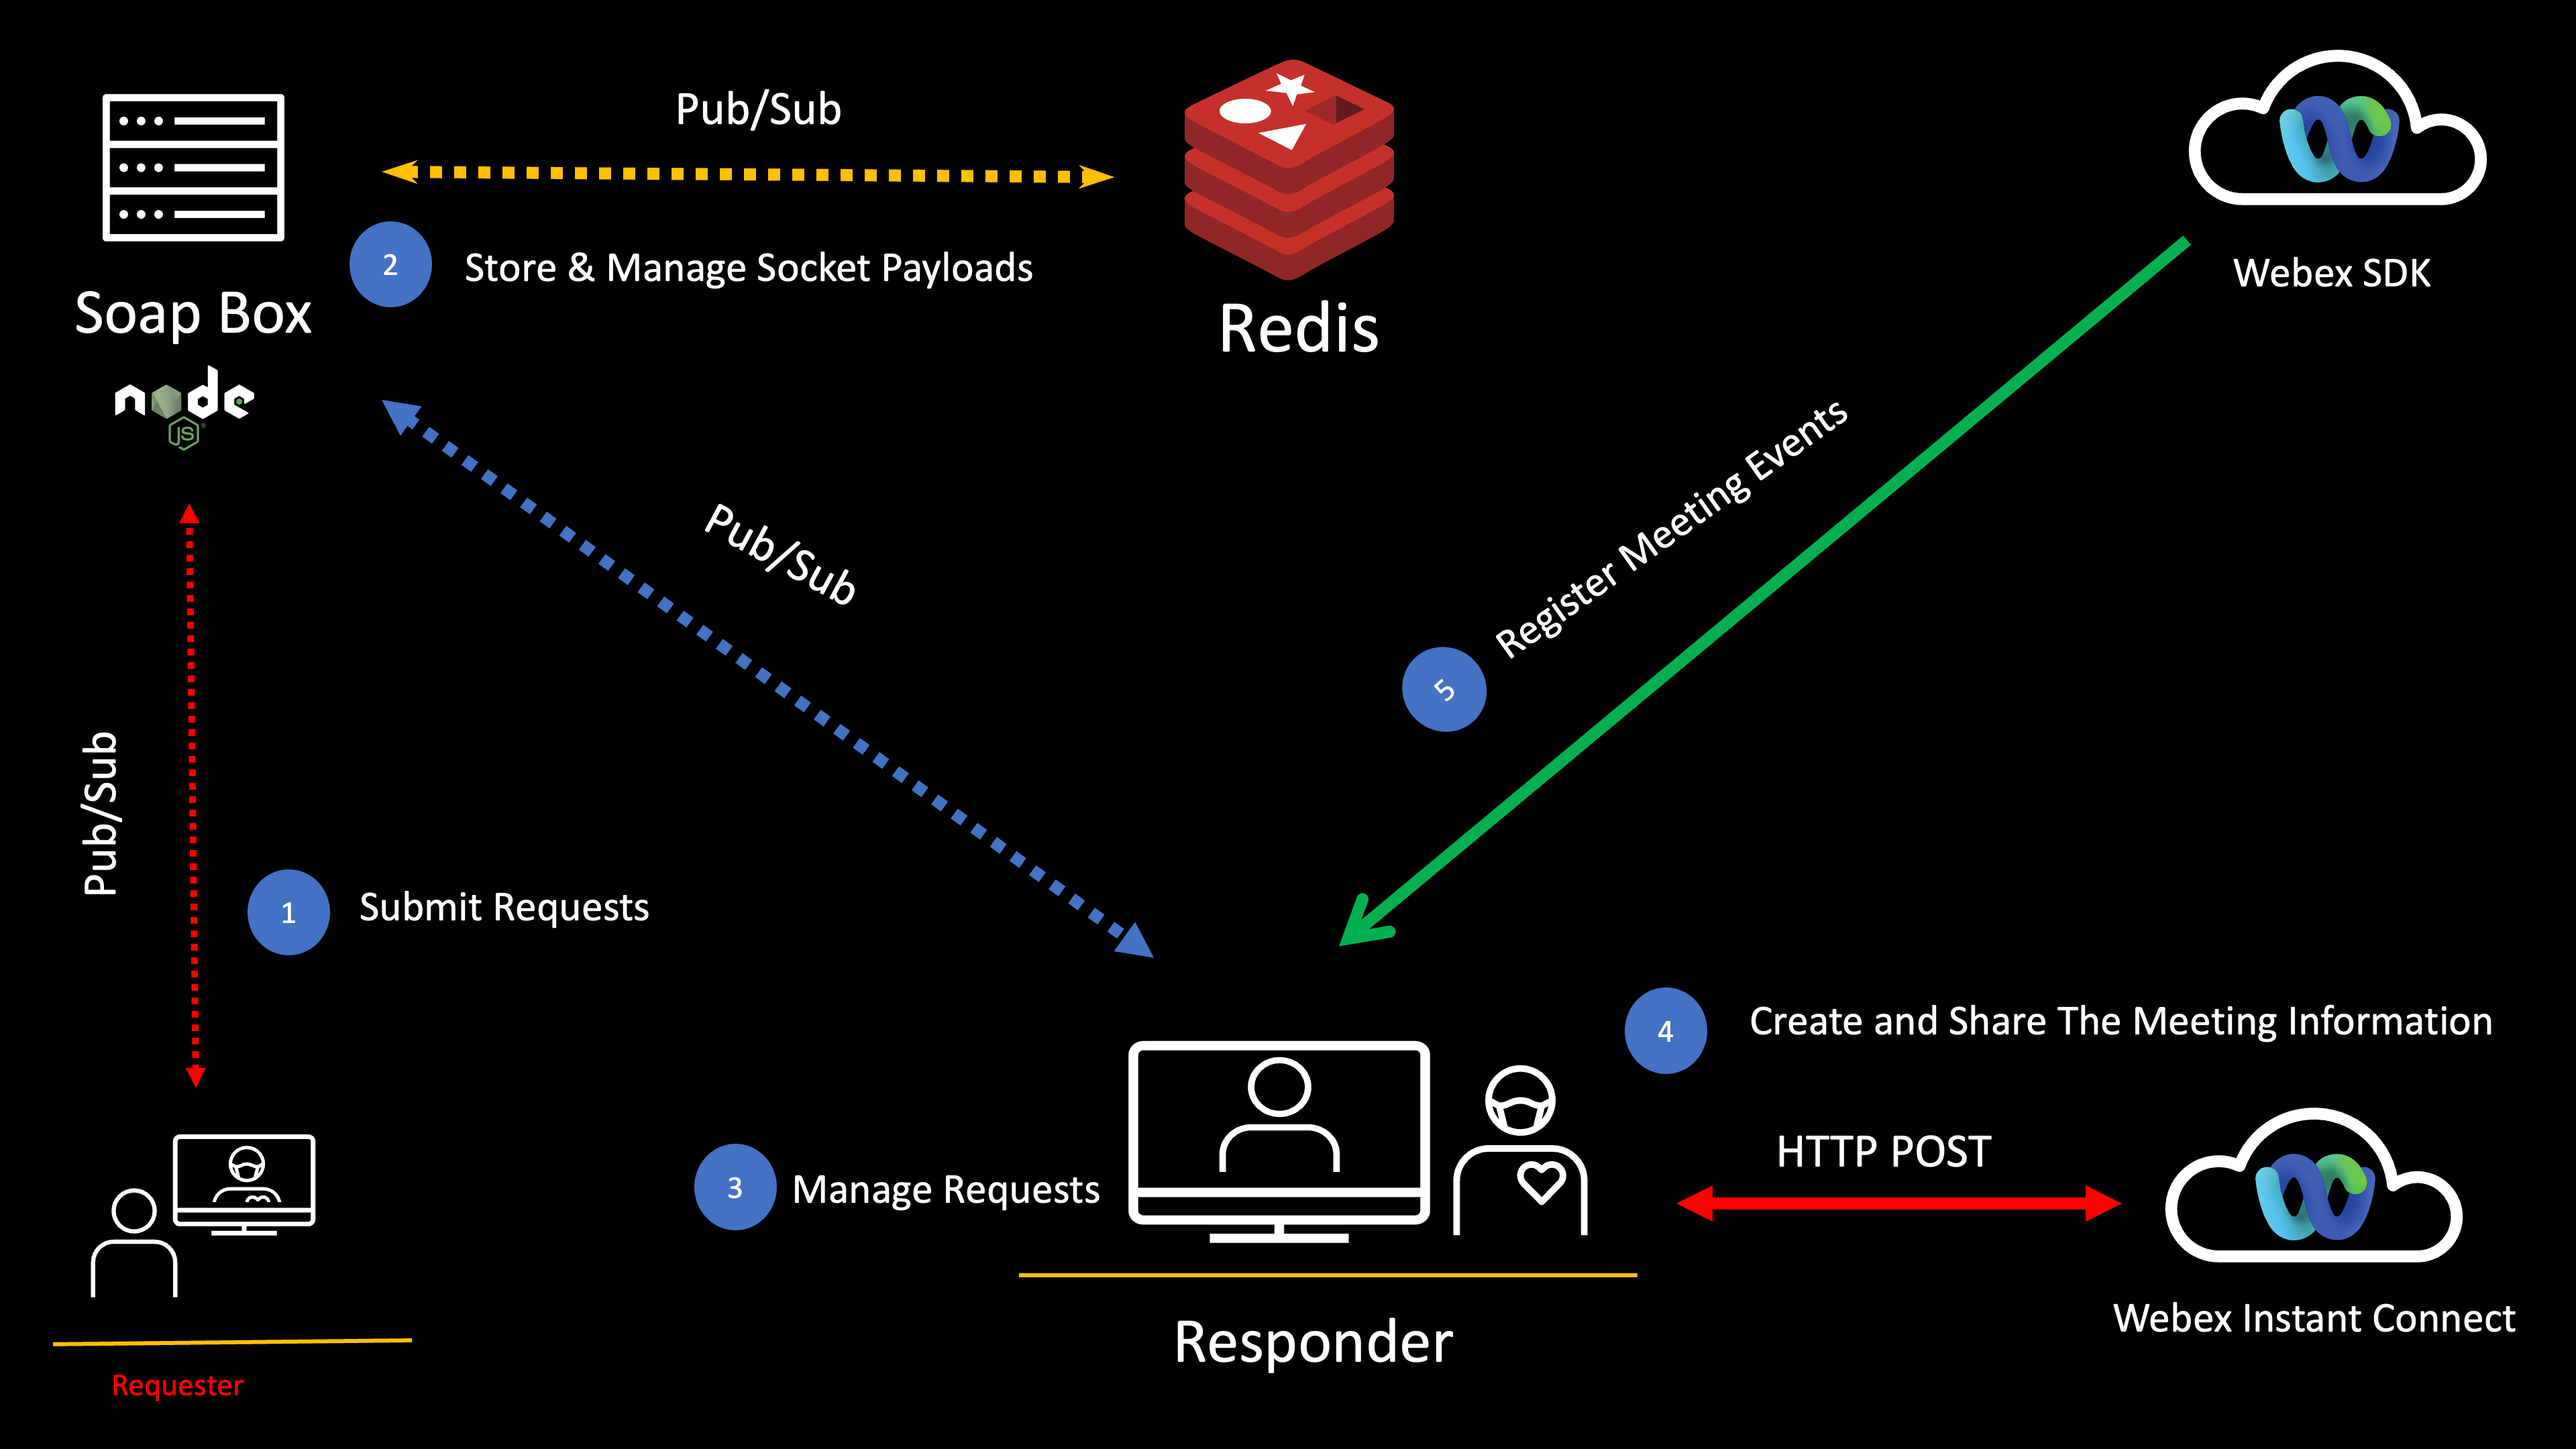 Pub/Sub
2
Store & Manage Socket Payloads
Soap Box
node
JS
Redis
Webex SDK
Pub/Sub
5
Register Meeting Events
Pub/Sub
1
Submit Requests
4
Create and Share The Meeting Information
3
Manage Requests
HTTP POST
Webex Instant Connect
Responder
Requester